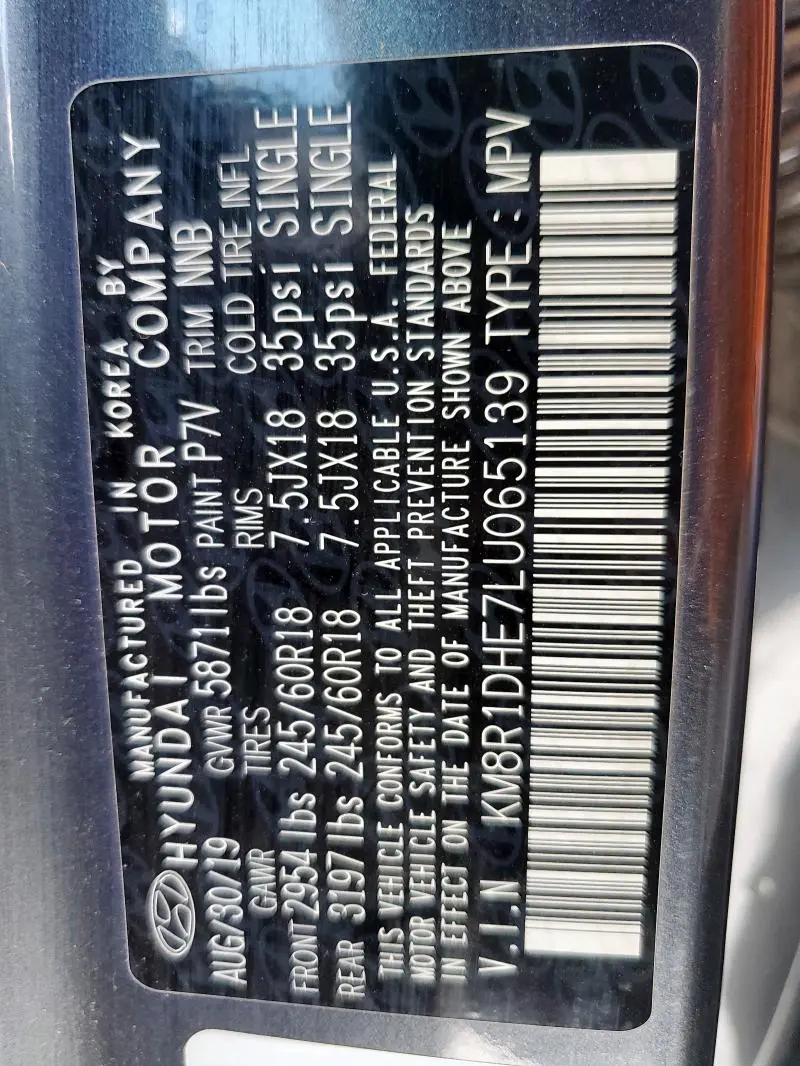 MANUFACTURED IN KOREA BY
HYUNDAI MOTOR COMPANY
AUG/30/19 GVWR 5871lbs PAINT P7V TRIM NNB
GAWR TIRES RIMS COLD TIRE INFL
FRONT 2954lbs 245/60R18 7.5JX18 35psi SINGLE
REAR 3197lbs 245/60R18 7.5JX18 35psi SINGLE
THIS VEHICLE CONFORMS TO ALL APPLICABLE U.S.A. FEDERAL
MOTOR VEHICLE SAFETY AND THEFT PREVENTION STANDARDS
IN EFFECT ON THE DATE OF MANUFACTURE SHOWN ABOVE
V.I.N KM8R1DHE7LU065139 TYPE: MPV